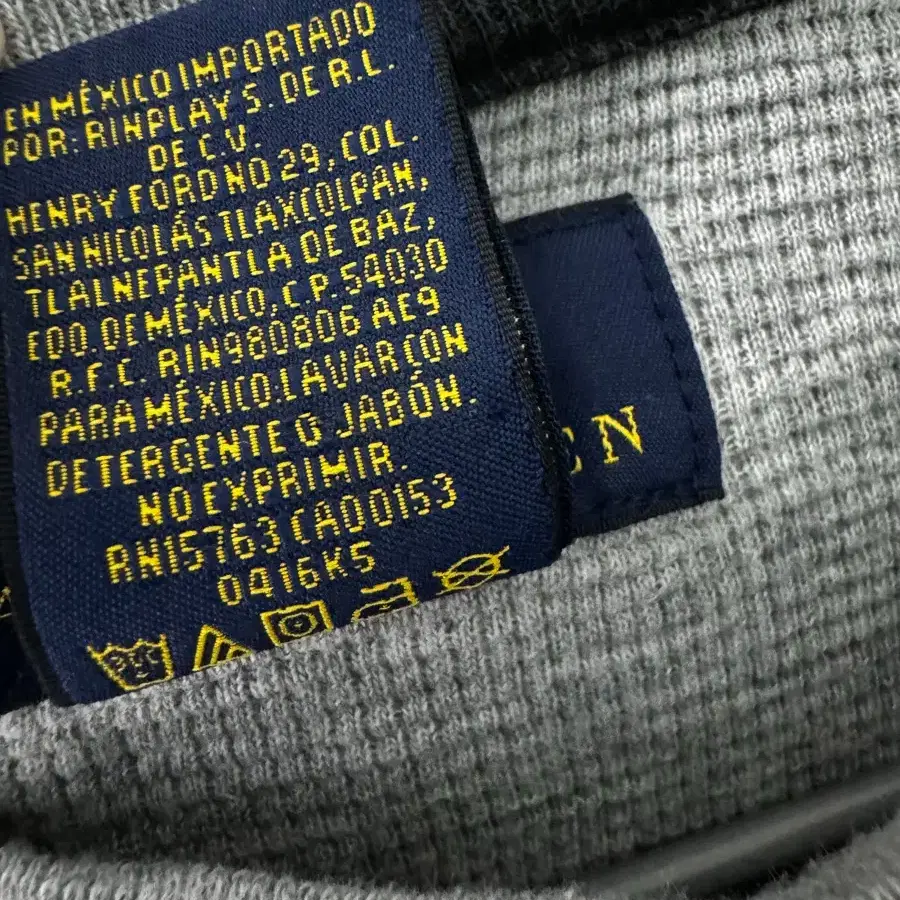 EN MÉXICO IMPORTADO
POR: RINPLAY S. DE R.L.
DE C.V.
HENRY FORD NO 29, COL.
SAN NICOLÁS TLAXCOLPAN,
TLALNEPANTLA DE BAZ,
EDO. DE MÉXICO, C.P. 54030
R.F.C. RIN980806 AE9
PARA MÉXICO: LAVAR CON
DETERGENTE O JABÓN.
NO EXPRIMIR.
RN15763 CA00153
0416K5
EN